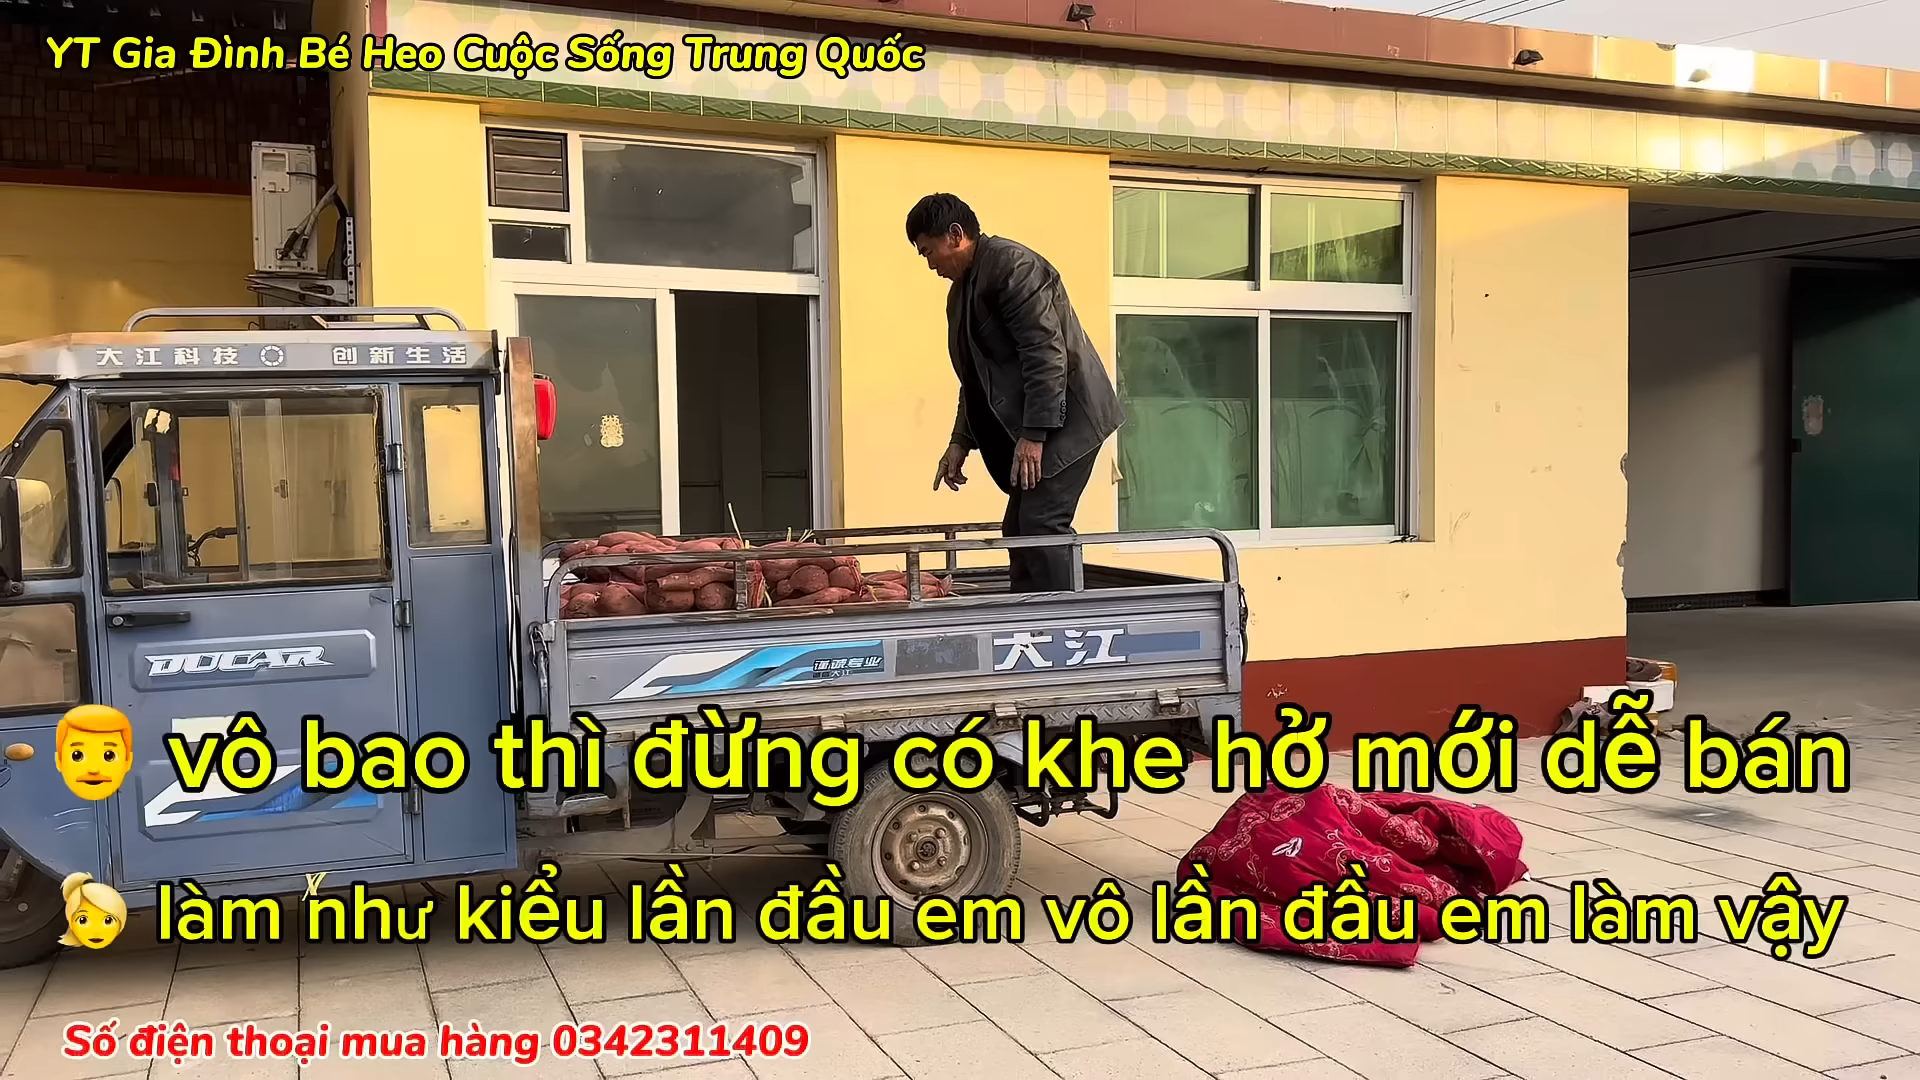 YT Gia Đình Bé Heo Cuộc Sống Trung Quốc
大江科技 创新生活
DUCAR
大江
vô bao thì đừng có khe hở mới dễ bán
làm như kiểu lần đầu em vô lần đầu em làm vậy
Số điện thoại mua hàng 0342311409